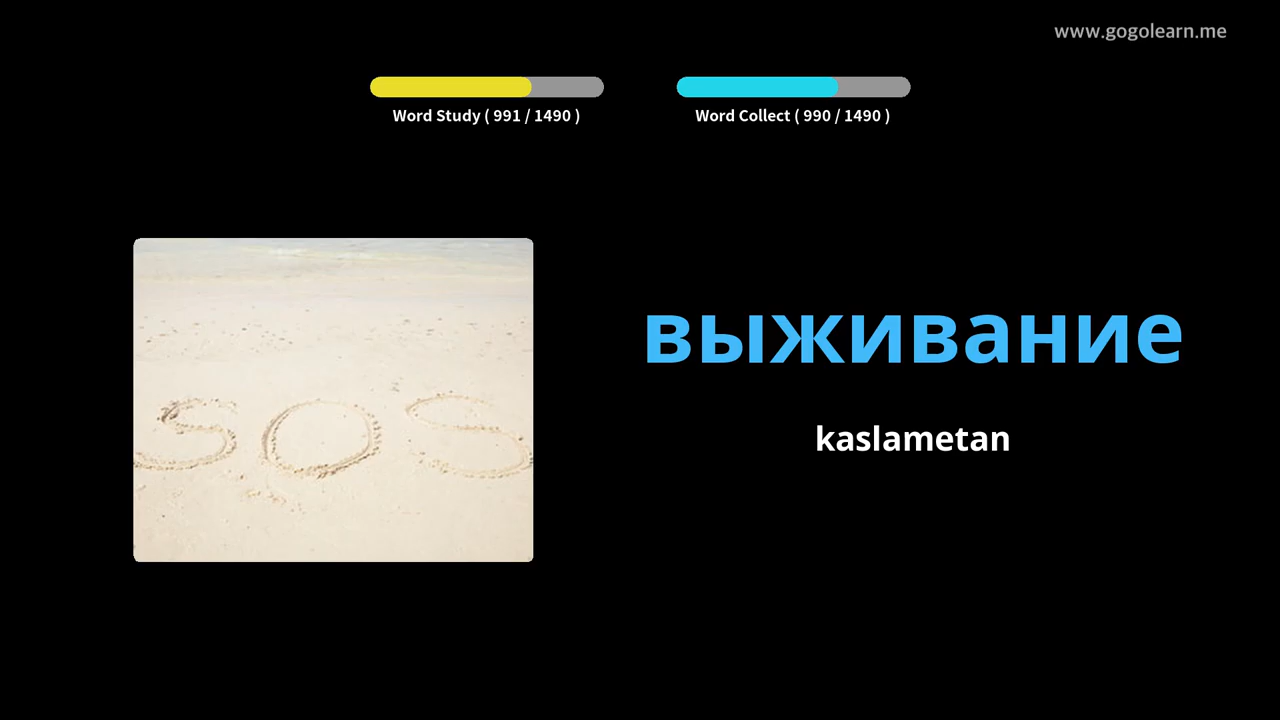 www.gogolearn.me
Word Study ( 991 / 1490 )
Word Collect ( 990 / 1490 )
SOS
выживание
kaslametan